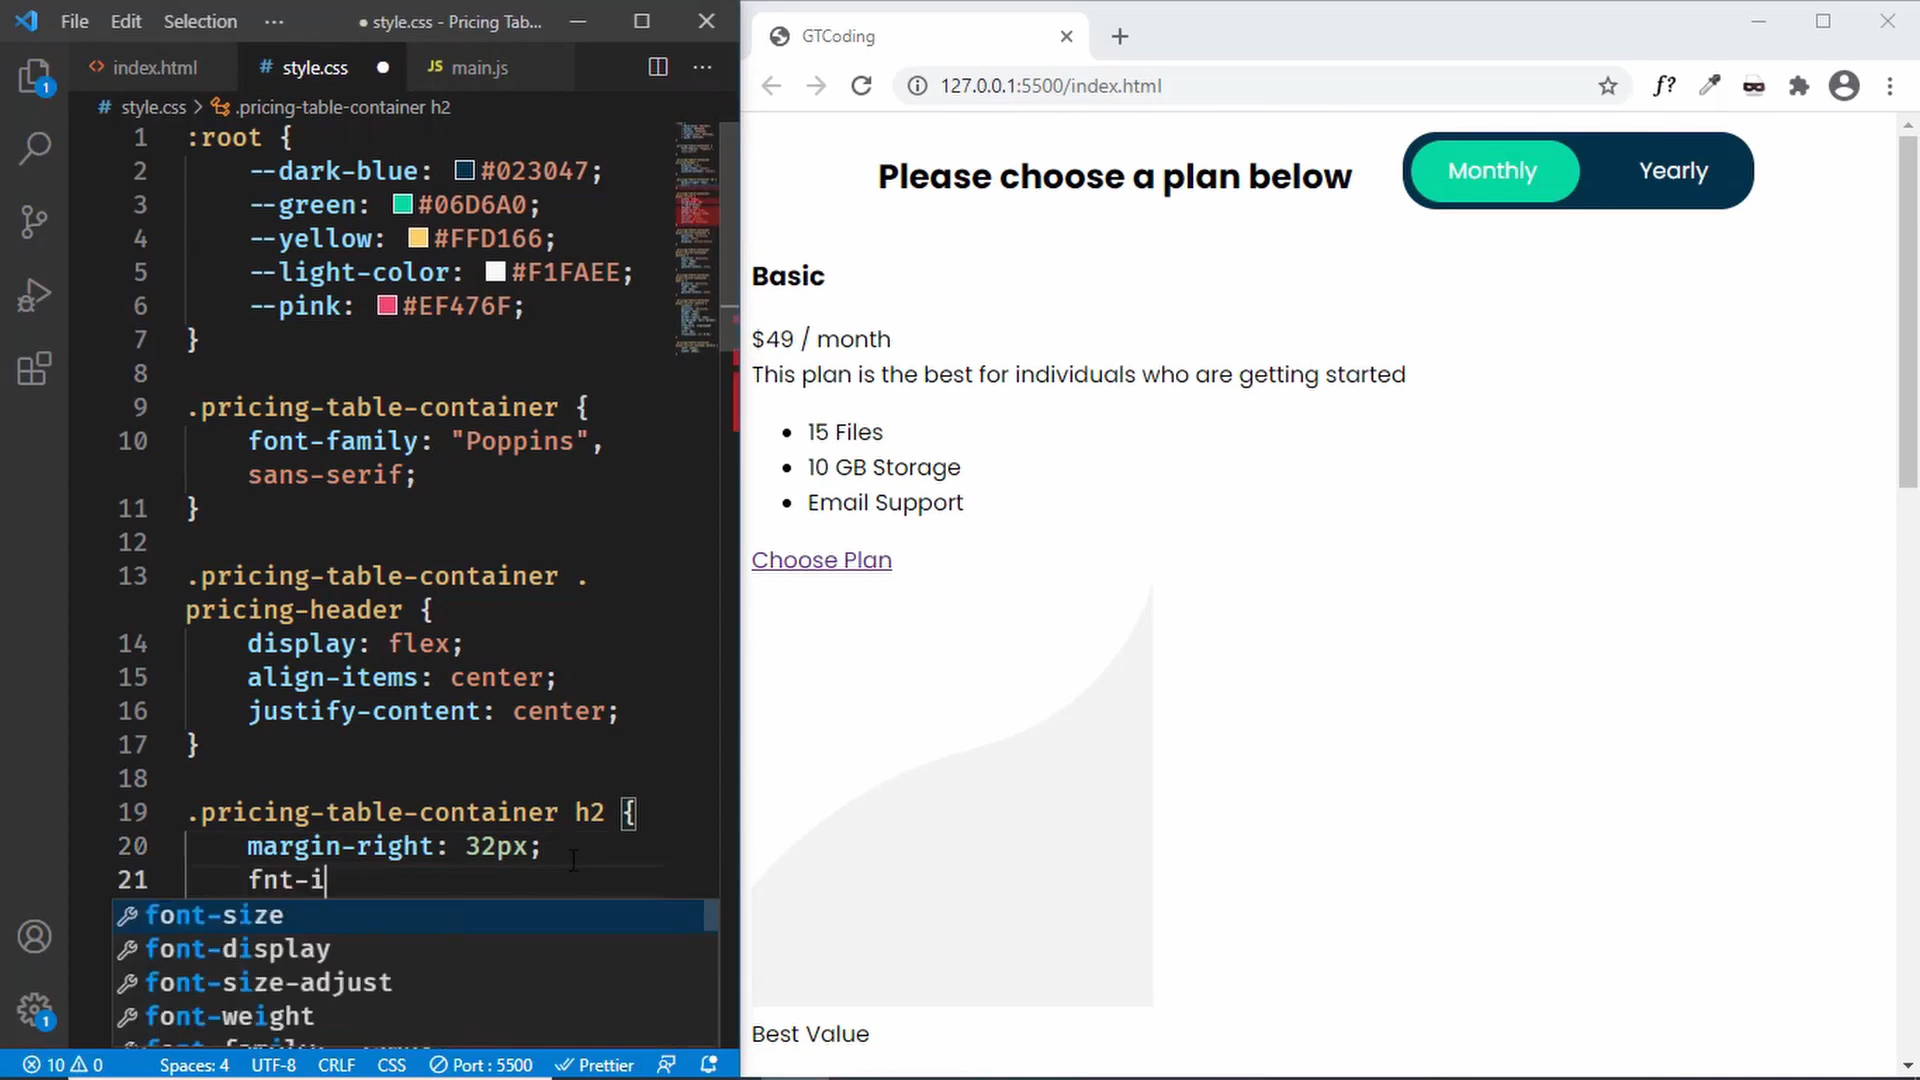 File Edit Selection ··· ● style.css - Pricing Tab...
<> index.html # style.css ● JS main.js ···
# style.css > .pricing-table-container h2
1 :root {
2 --dark-blue: #023047;
3 --green: #06D6A0;
4 --yellow: #FFD166;
5 --light-color: #F1FAEE;
6 --pink: #EF476F;
7 }
8
9 .pricing-table-container {
10 font-family: "Poppins",
sans-serif;
11 }
12
13 .pricing-table-container .
pricing-header {
14 display: flex;
15 align-items: center;
16 justify-content: center;
17 }
18
19 .pricing-table-container h2 {
20 margin-right: 32px;
21 fnt-i
font-size
font-display
font-size-adjust
font-weight
1
1
10 0 Spaces: 4 UTF-8 CRLF CSS Port : 5500 Prettier
GTCoding
127.0.0.1:5500/index.html f?
Please choose a plan below Monthly Yearly
Basic
$49 / month
This plan is the best for individuals who are getting started
• 15 Files
• 10 GB Storage
• Email Support
Choose Plan
Best Value